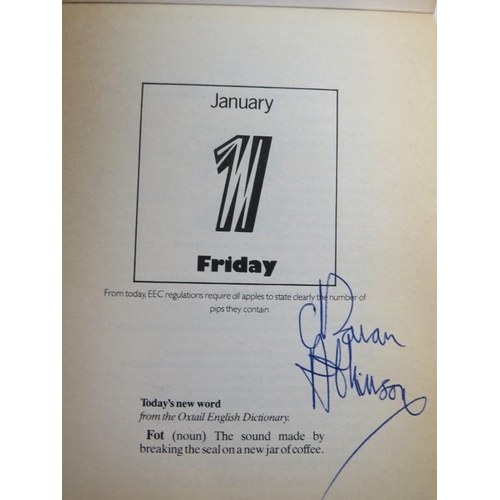 January
1
Friday
From today, EEC regulations require all apples to state clearly the number of
pips they contain
Rowan
Atkinson
Today's new word
from the Oxtail English Dictionary.
Fot (noun) The sound made by
breaking the seal on a new jar of coffee.